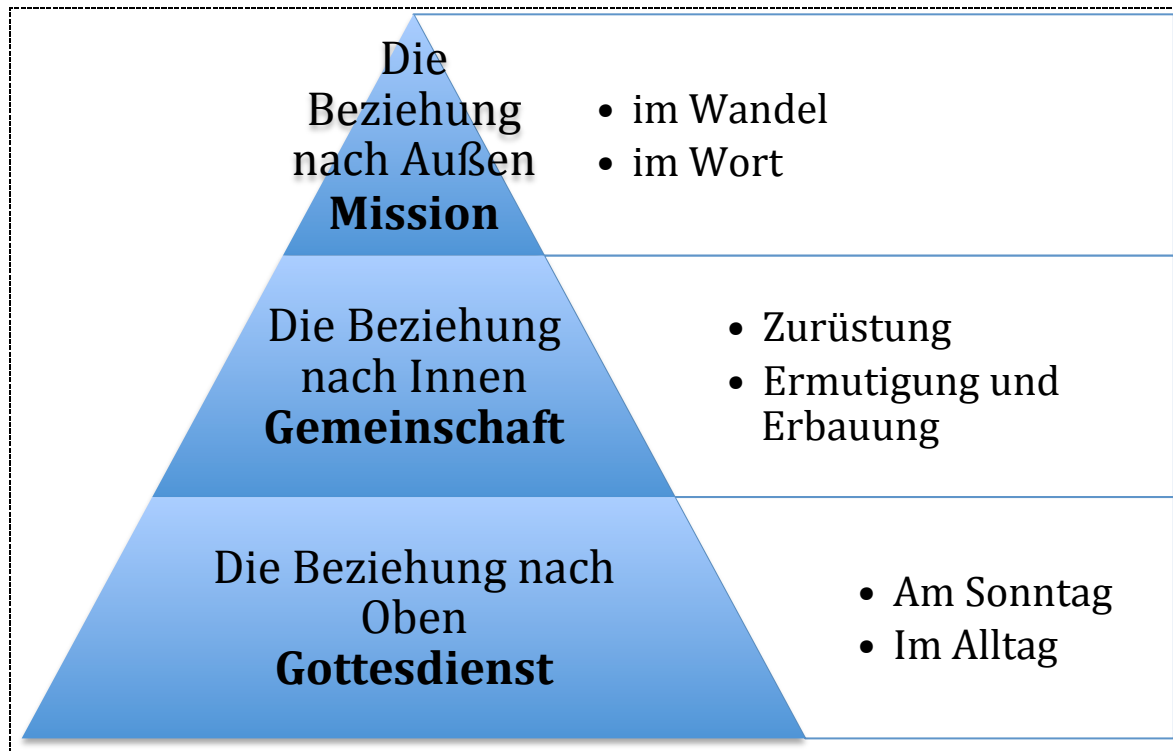 Die
Beziehung
nach Außen
Mission
• im Wandel
• im Wort
Die Beziehung
nach Innen
Gemeinschaft
• Zurüstung
• Ermutigung und
Erbauung
Die Beziehung nach
Oben
Gottesdienst
• Am Sonntag
• Im Alltag